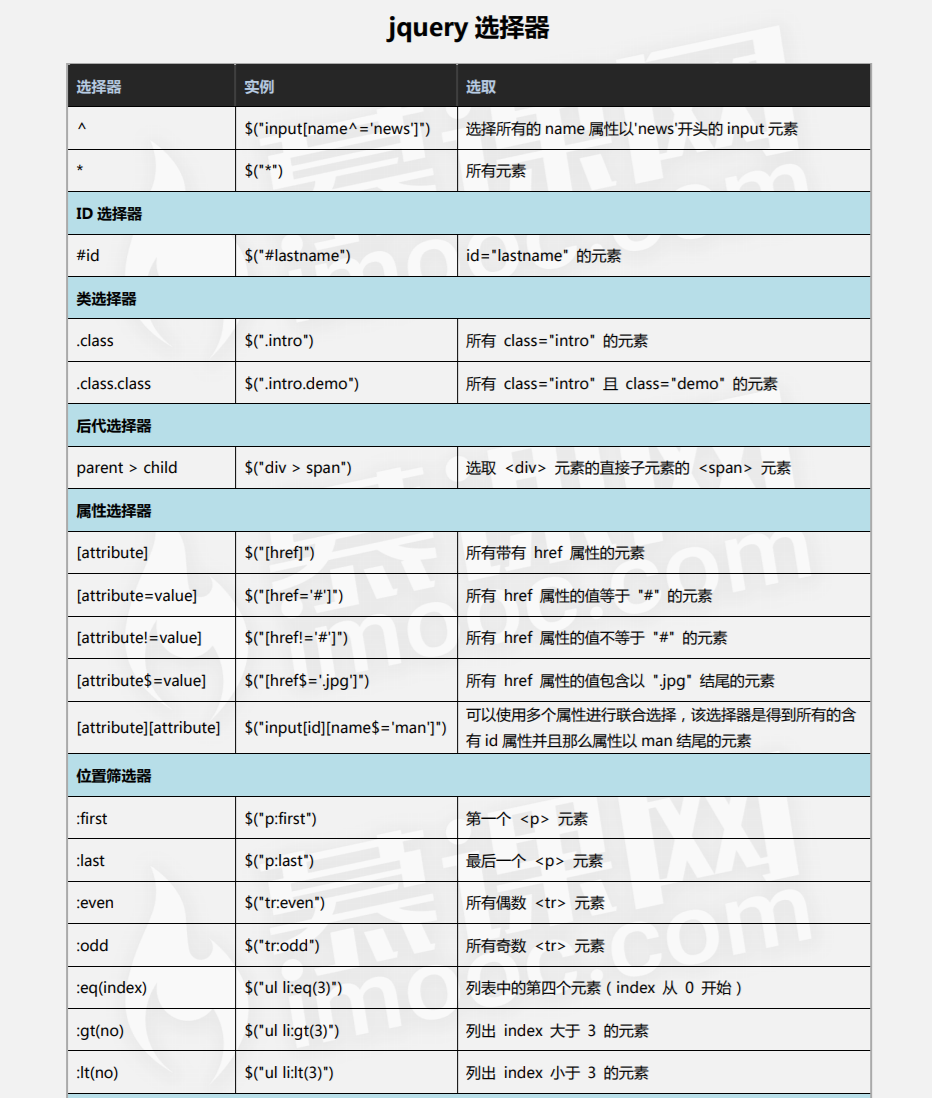 jquery 选择器
选择器 实例 选取
^ $("input[name^='news']") 选择所有的 name 属性以'news'开头的 input 元素
* $("*") 所有元素
ID 选择器
#id $("#lastname") id="lastname" 的元素
类选择器
.class $(".intro") 所有 class="intro" 的元素
.class.class $(".intro.demo") 所有 class="intro" 且 class="demo" 的元素
后代选择器
parent > child $("div > span") 选取 <div> 元素的直接子元素的 <span> 元素
属性选择器
[attribute] $("[href]") 所有带有 href 属性的元素
[attribute=value] $("[href='#']") 所有 href 属性的值等于 "#" 的元素
[attribute!=value] $("[href!='#']") 所有 href 属性的值不等于 "#" 的元素
[attribute$=value] $("[href$='.jpg']") 所有 href 属性的值包含以 ".jpg" 结尾的元素
[attribute][attribute] $("input[id][name$='man']") 可以使用多个属性进行联合选择，该选择器是得到所有的含
有 id 属性并且那么属性以 man 结尾的元素
位置筛选器
:first $("p:first") 第一个 <p> 元素
:last $("p:last") 最后一个 <p> 元素
:even $("tr:even") 所有偶数 <tr> 元素
:odd $("tr:odd") 所有奇数 <tr> 元素
:eq(index) $("ul li:eq(3)") 列表中的第四个元素（index 从 0 开始）
:gt(no) $("ul li:gt(3)") 列出 index 大于 3 的元素
:lt(no) $("ul li:lt(3)") 列出 index 小于 3 的元素
慕课网
imooc.com
慕课网
imooc.com
慕课网
imooc.com